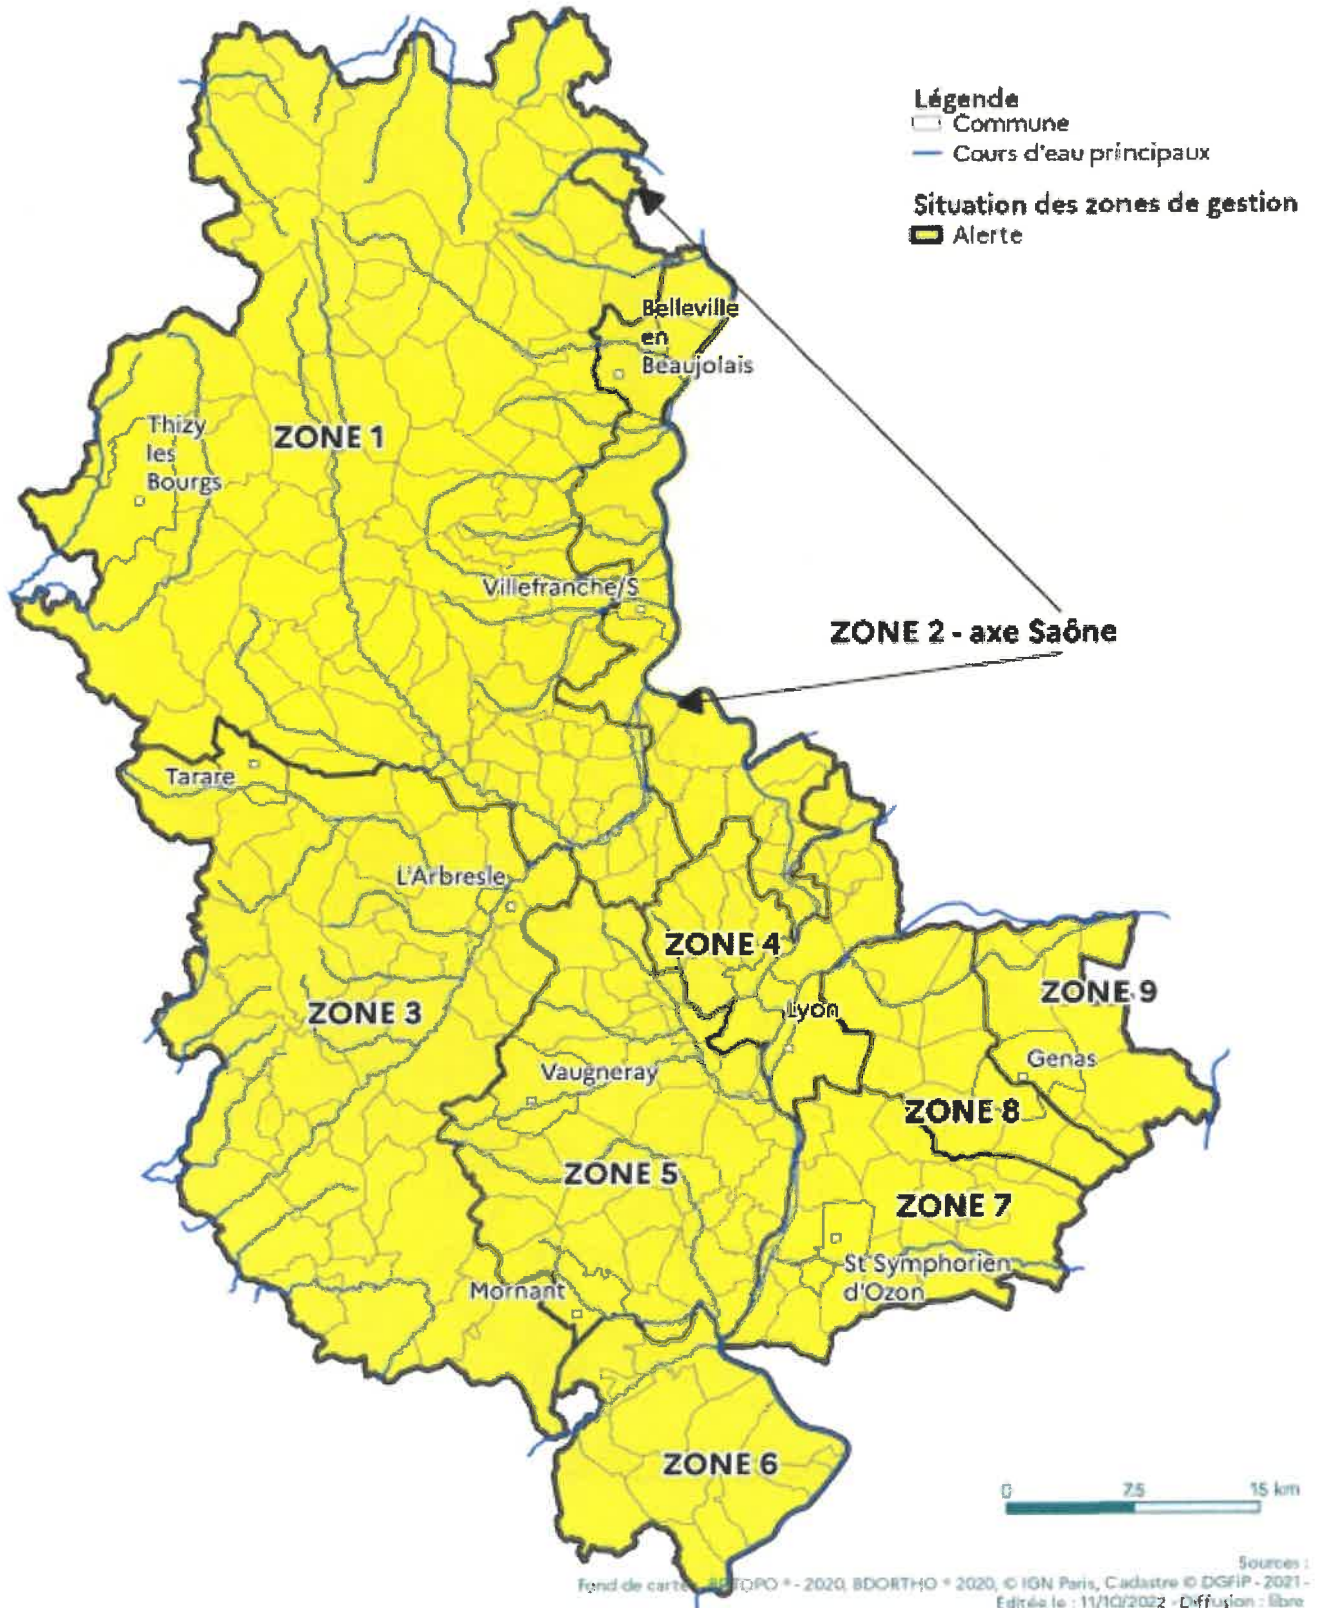 Légende
Commune
Cours d'eau principaux
Situation des zones de gestion
Alerte
Belleville
en
Beaujolais
Thizy
les
Bourgs
ZONE 1
Villefranche/S
ZONE 2 - axe Saône
Tarare
L'Arbresle
ZONE 4
ZONE 3
Lyon
ZONE 9
Genas
Vaugneray
ZONE 8
ZONE 5
ZONE 7
St Symphorien
d'Ozon
Mornant
ZONE 6
0 7.5 15 km
Sources :
Fond de carte BDTOPO ® - 2020, BDORTHO ® 2020, © IGN Paris, Cadastre © DGFiP - 2021 -
Editée le : 11/10/2022 - Diffusion : libre